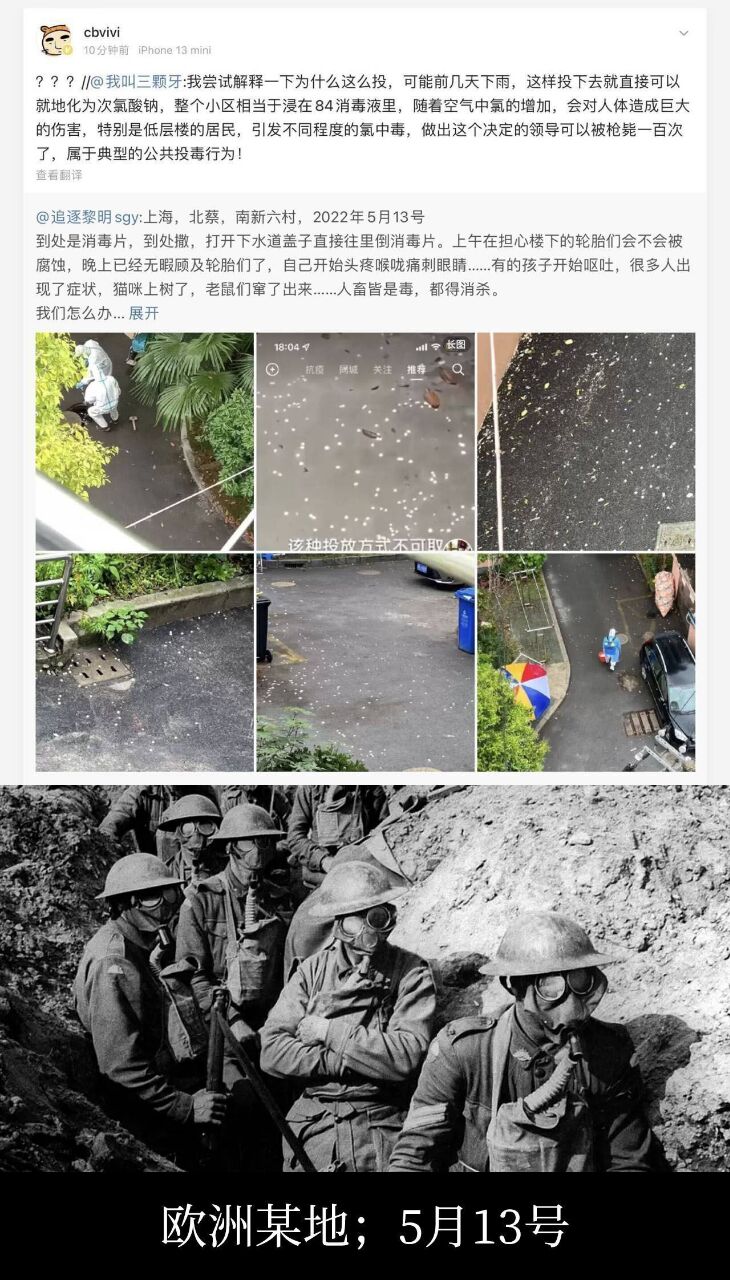 cbvivi
10分钟前 iPhone 13 mini
？？？//@我叫三颗牙:我尝试解释一下为什么这么投，可能前几天下雨，这样投下去就直接可以
就地化为次氯酸钠，整个小区相当于浸在84消毒液里，随着空气中氯的增加，会对人体造成巨大
的伤害，特别是低层楼的居民，引发不同程度的氯中毒，做出这个决定的领导可以被枪毙一百次
了，属于典型的公共投毒行为！
查看翻译
@追逐黎明sgy:上海，北蔡，南新六村，2022年5月13号
到处是消毒片，到处撒，打开下水道盖子直接往里倒消毒片。上午在担心楼下的轮胎们会不会被
腐蚀，晚上已经无暇顾及轮胎们了，自己开始头疼喉咙痛刺眼睛......有的孩子开始呕吐，很多人出
现了症状，猫咪上树了，老鼠们窜了出来......人畜皆是毒，都得消杀。
我们怎么办... 展开
18:04
长图
抗疫 同城 关注 推荐
该种投放方式不可取
欧洲某地；5月13号